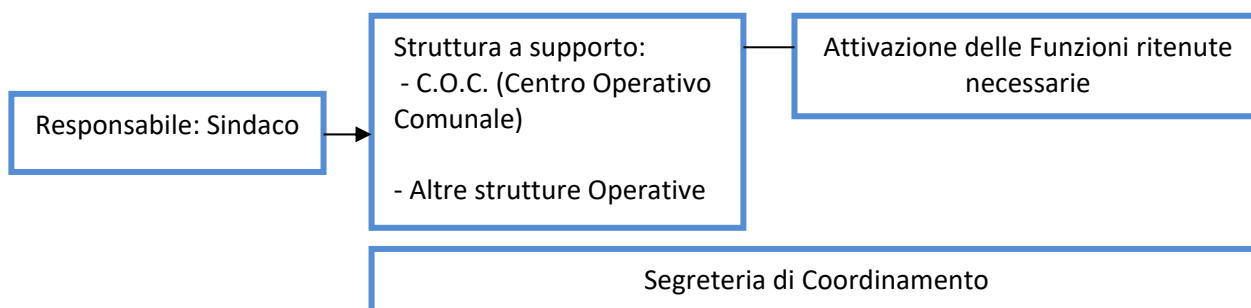 Responsabile: Sindaco
Struttura a supporto:
- C.O.C. (Centro Operativo
Comunale)
- Altre strutture Operative
Attivazione delle Funzioni ritenute
necessarie
Segreteria di Coordinamento